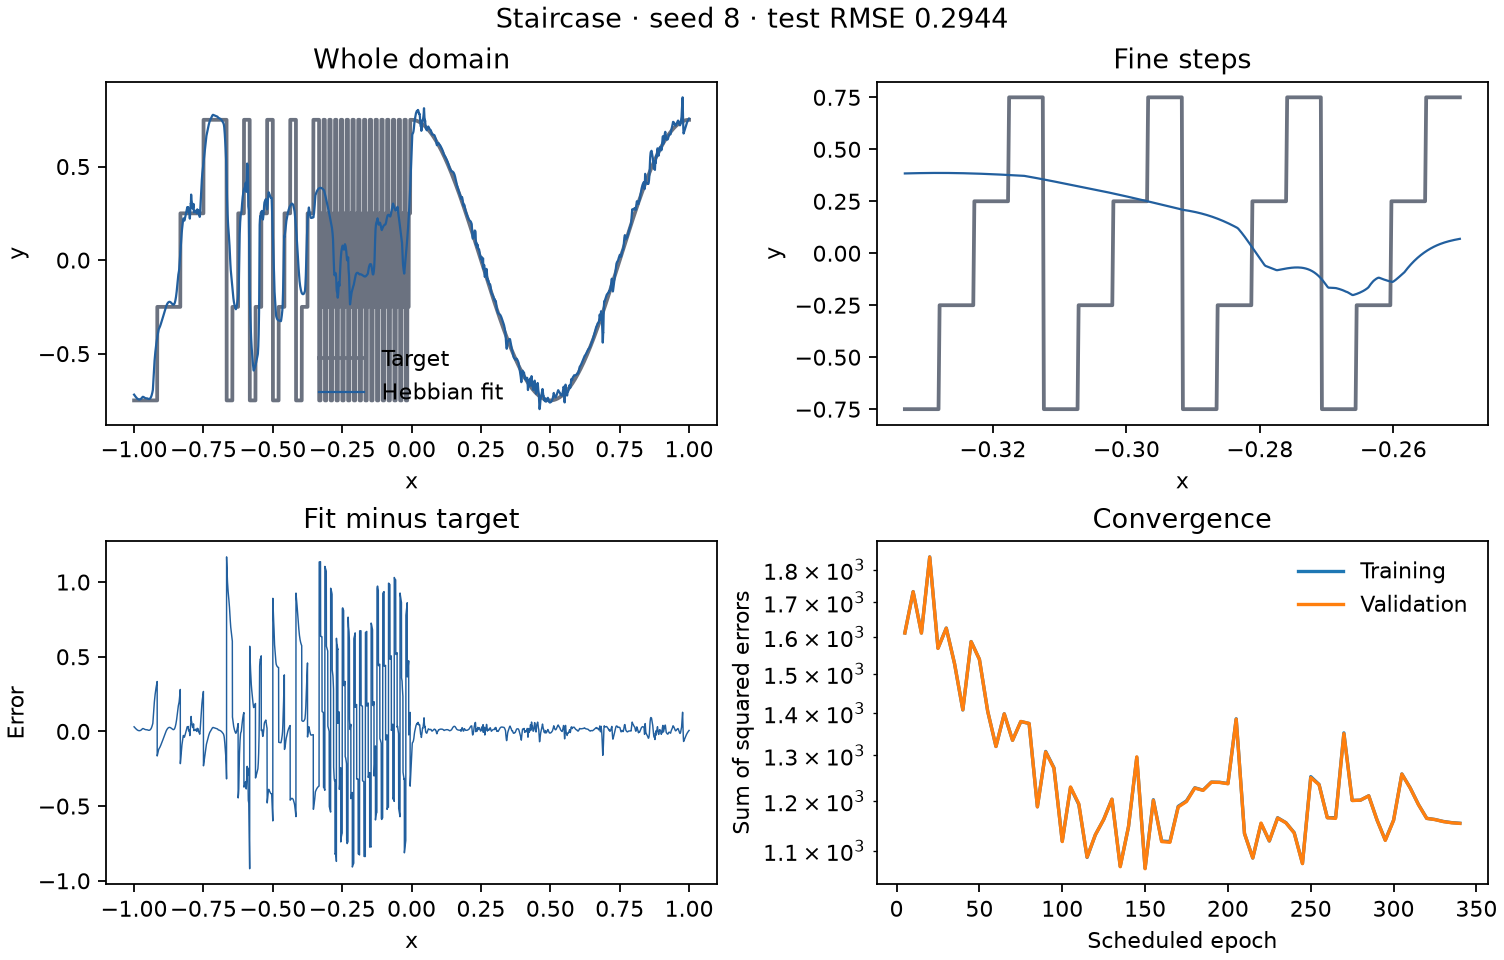 Staircase · seed 8 · test RMSE 0.2944
Whole domain
y
0.5
0.0
−0.5
Target
Hebbian fit
−1.00 −0.75 −0.50 −0.25 0.00 0.25 0.50 0.75 1.00
x
Fine steps
y
0.75
0.50
0.25
0.00
−0.25
−0.50
−0.75
−0.32 −0.30 −0.28 −0.26
x
Fit minus target
Error
1.0
0.5
0.0
−0.5
−1.0
−1.00 −0.75 −0.50 −0.25 0.00 0.25 0.50 0.75 1.00
x
Convergence
Sum of squared errors
1.8 × 10³
1.7 × 10³
1.6 × 10³
1.5 × 10³
1.4 × 10³
1.3 × 10³
1.2 × 10³
1.1 × 10³
Training
Validation
0 50 100 150 200 250 300 350
Scheduled epoch